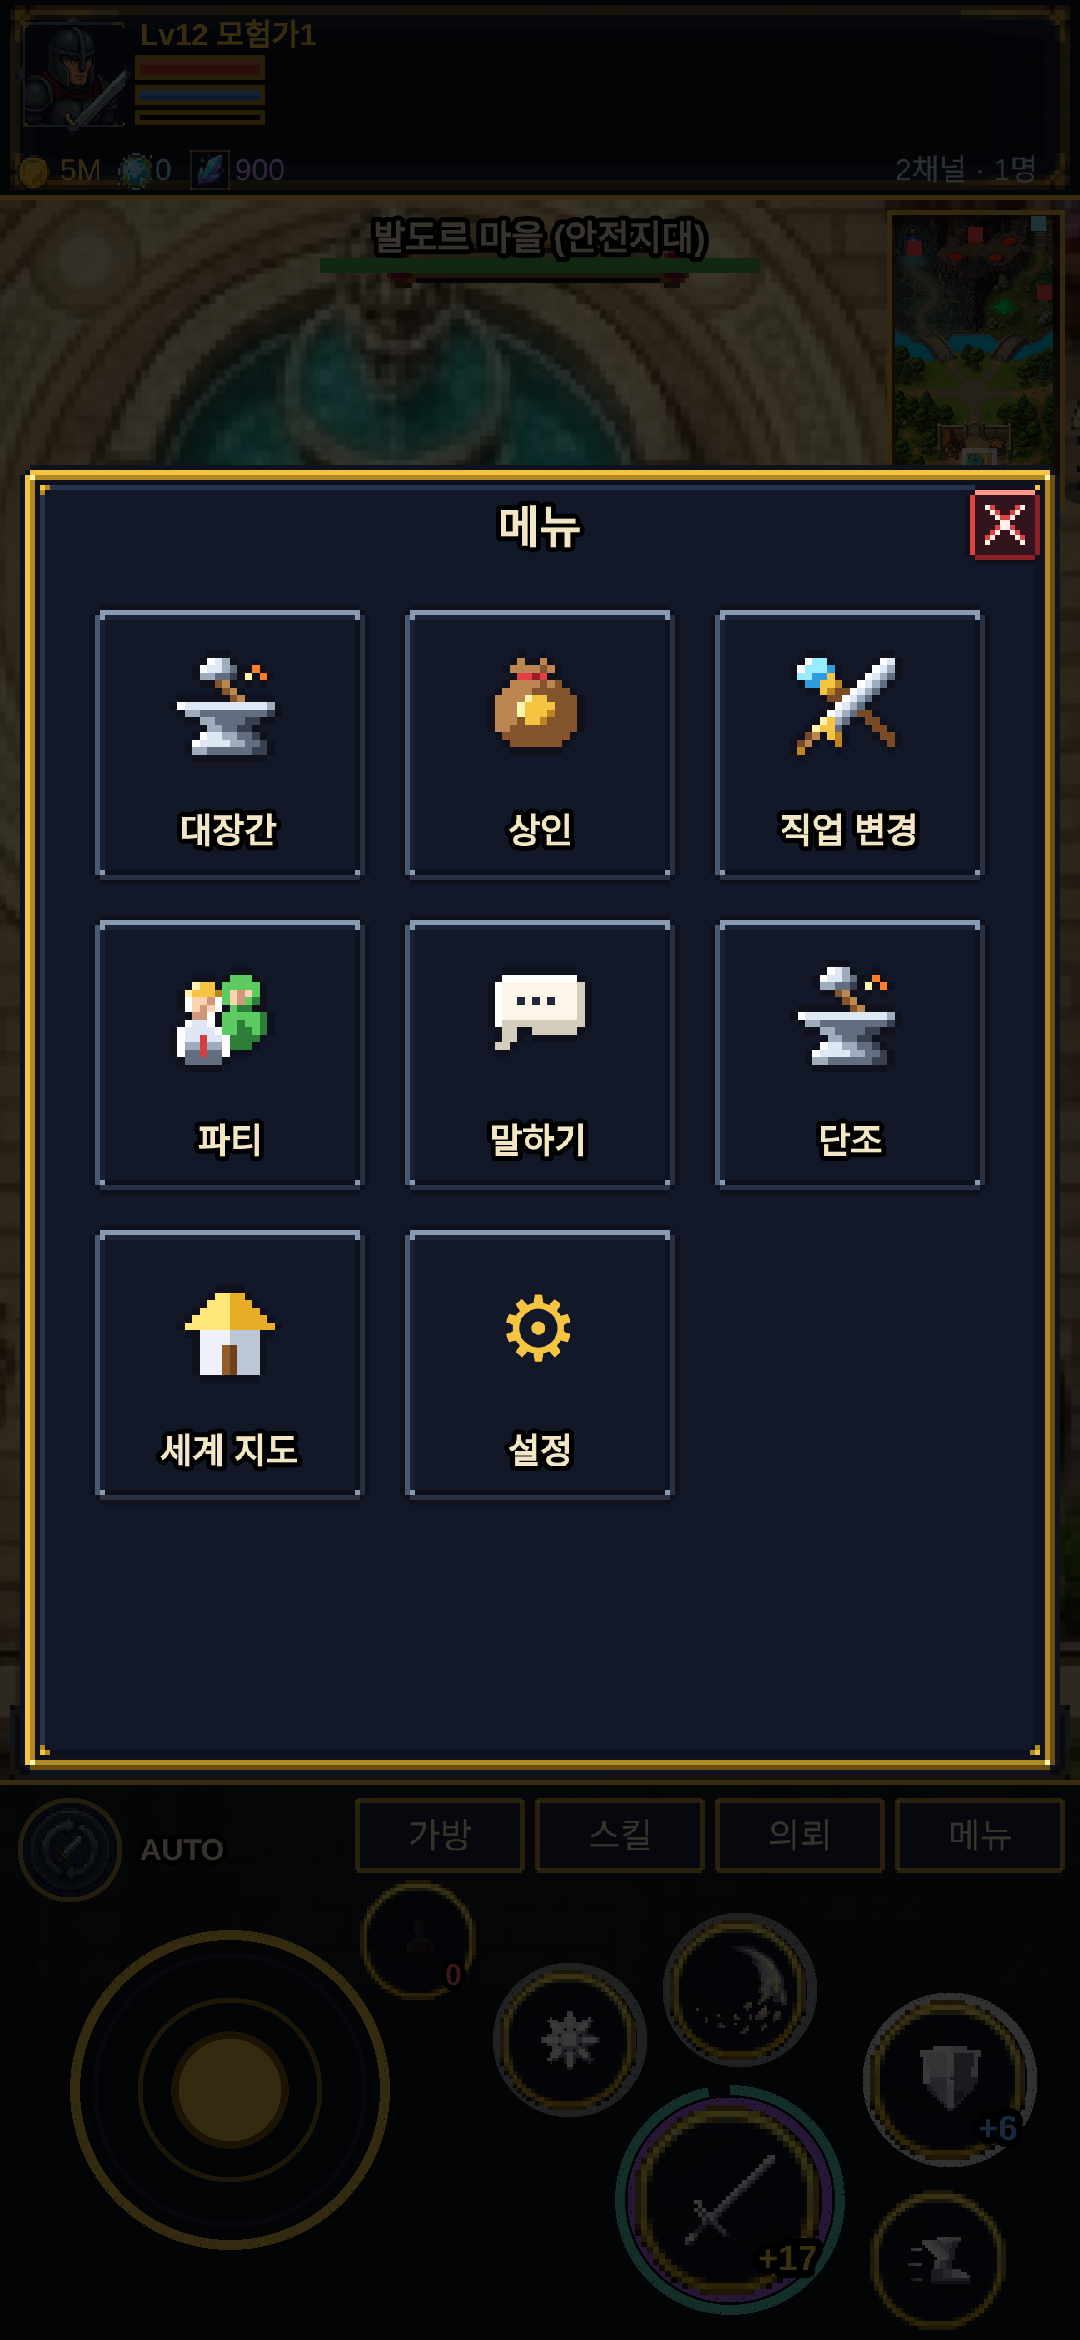 Lv12 모험가1
5M 0 900 2채널 · 1명
발도르 마을 (안전지대)
메뉴
대장간 상인 직업 변경
파티 말하기 단조
세계 지도 설정
AUTO 가방 스킬 의뢰 메뉴
0
+6
+17